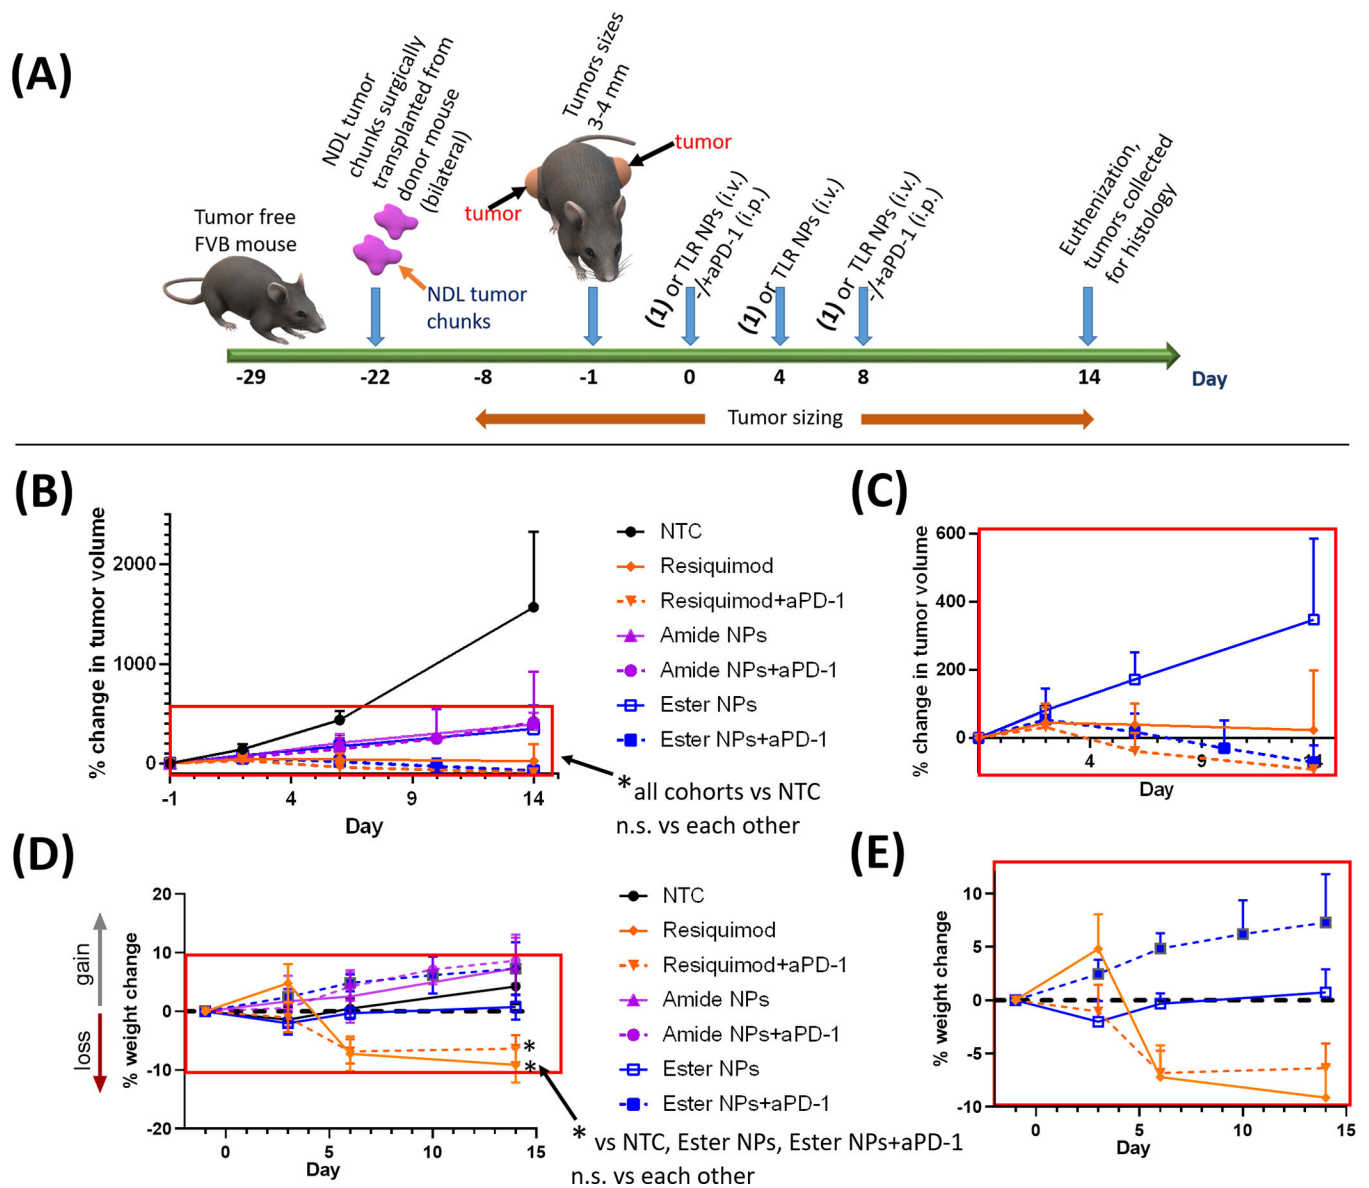 (A)
NDL tumor
chunks surgically
transplanted from
donor mouse
(bilateral)
Tumors sizes
3-4 mm
tumor
tumor
Tumor free
FVB mouse
NDL tumor
chunks
(1) or TLR NPs (i.v.)
-/+aPD-1 (i.p.)
(1) or TLR NPs (i.v.)
(1) or TLR NPs (i.v.)
-/+aPD-1 (i.p.)
Euthenization,
tumors collected
for histology
-29 -22 -8 -1 0 4 8 14 Day
Tumor sizing
(B)
% change in tumor volume
2000
1000
0
-1 4 9 14
Day
NTC
Resiquimod
Resiquimod+aPD-1
Amide NPs
Amide NPs+aPD-1
Ester NPs
Ester NPs+aPD-1
* all cohorts vs NTC
n.s. vs each other
(C)
% change in tumor volume
600
400
200
0
4 9 14
Day
(D)
gain
loss
% weight change
20
10
0
-10
-20
0 5 10 15
Day
*
*
NTC
Resiquimod
Resiquimod+aPD-1
Amide NPs
Amide NPs+aPD-1
Ester NPs
Ester NPs+aPD-1
* vs NTC, Ester NPs, Ester NPs+aPD-1
n.s. vs each other
(E)
% weight change
10
5
0
-5
-10
0 5 10 15
Day